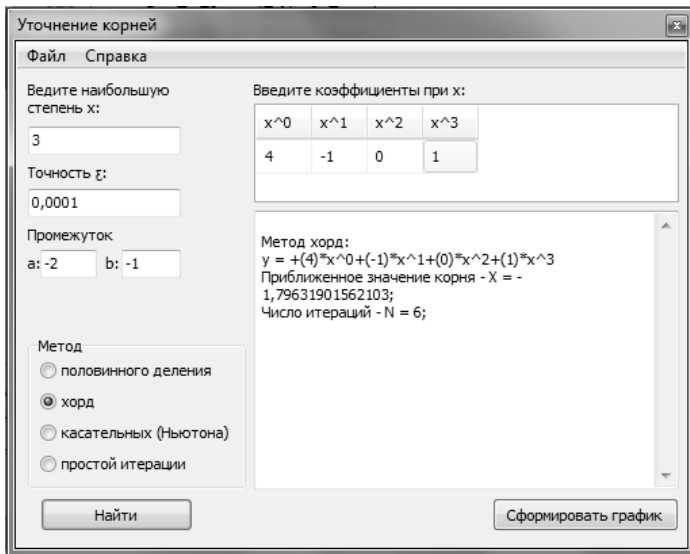 Уточнение корней
Файл Справка
Ведите наибольшую
степень x:
3
Точность ξ:
0,0001
Промежуток
a: -2 b: -1
Метод
половинного деления
хорд
касательных (Ньютона)
простой итерации
Найти
Введите коэффициенты при x:
x^0 x^1 x^2 x^3
4 -1 0 1
Метод хорд:
y = +(4)*x^0+(-1)*x^1+(0)*x^2+(1)*x^3
Приближенное значение корня - X = -
1,79631901562103;
Число итераций - N = 6;
Сформировать график